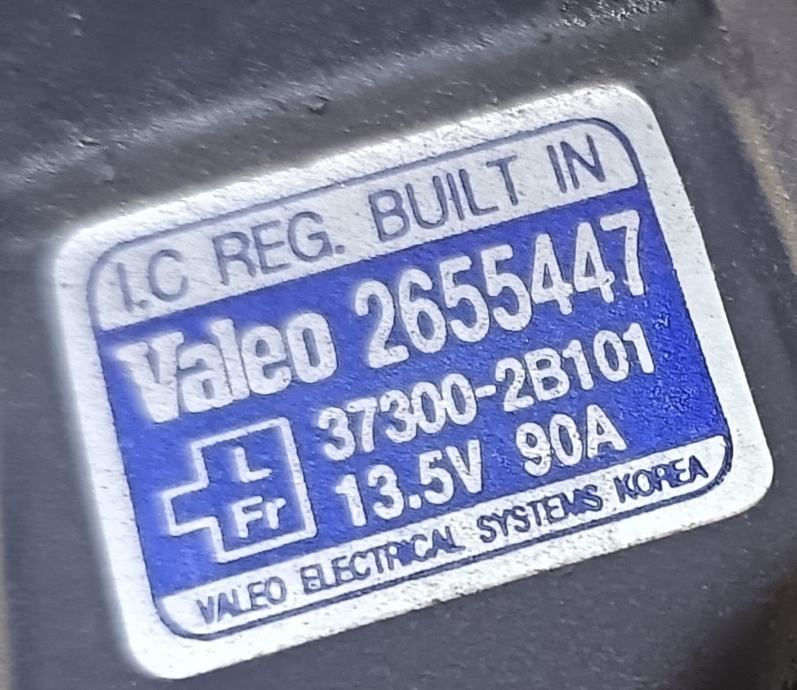 I.C REG. BUILT IN
Valeo 2655447
37300-2B101
L
Fr
13.5V 90A
VALEO ELECTRICAL SYSTEMS KOREA